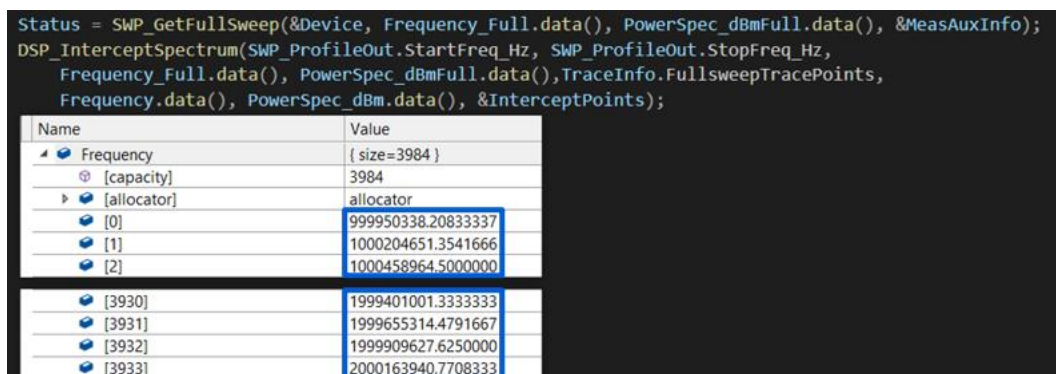 Status = SWP_GetFullSweep(&Device, Frequency_Full.data(), PowerSpec_dBmFull.data(), &MeasAuxInfo);
DSP_InterceptSpectrum(SWP_ProfileOut.StartFreq_Hz, SWP_ProfileOut.StopFreq_Hz,
Frequency_Full.data(), PowerSpec_dBmFull.data(),TraceInfo.FullsweepTracePoints,
Frequency.data(), PowerSpec_dBm.data(), &InterceptPoints);
Name Value
Frequency { size=3984 }
[capacity] 3984
[allocator] allocator
[0] 999950338.20833337
[1] 1000204651.3541666
[2] 1000458964.5000000
[3930] 1999401001.3333333
[3931] 1999655314.4791667
[3932] 1999909627.6250000
[3933] 2000163940.7708333